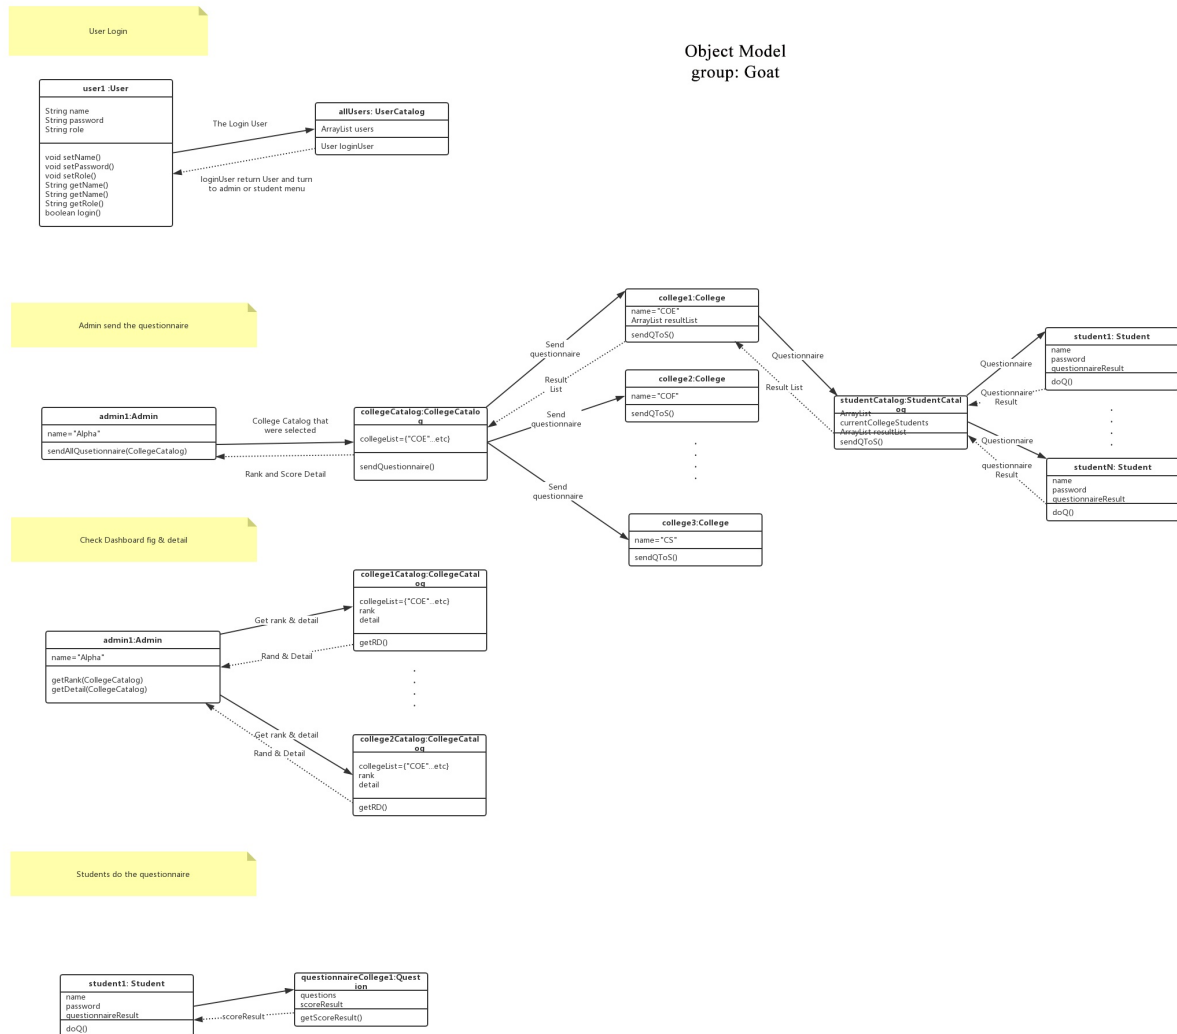 User Login
Object Model
group: Goat
user1 :User
String name
String password
String role
void setName()
void setPassword()
void setRole()
String getName()
String getName()
String getRole()
boolean login()
The Login User
allUsers: UserCatalog
ArrayList users
User loginUser
loginUser return User and turn
to admin or student menu
Admin send the questionnaire
admin1:Admin
name="Alpha"
sendAllQusetionnaire(CollegeCatalog)
College Catalog that
were selected
Rank and Score Detail
collegeCatalog:CollegeCatalo
g
collegeList={"COE"...etc}
sendQuestionnaire()
Send
questionnaire
Result
List
Send
questionnaire
Send
questionnaire
college1:College
name="COE"
ArrayList resultList
sendQToS()
college2:College
name="COF"
sendQToS()
.
.
.
.
college3:College
name="CS"
sendQToS()
Questionnaire
Result List
studentCatalog:StudentCatal
og
ArrayList
currentCollegeStudents
ArrayList resultList
sendQToS()
Questionnaire
Questionnaire
Result
Questionnaire
questionnaire
Result
student1: Student
name
password
questionnaireResult
doQ()
.
.
.
.
studentN: Student
name
password
questionnaireResult
doQ()
Check Dashboard fig & detail
admin1:Admin
name="Alpha"
getRank(CollegeCatalog)
getDetail(CollegeCatalog)
Get rank & detail
Rand & Detail
Get rank & detail
Rand & Detail
college1Catalog:CollegeCatal
og
collegeList={"COE"...etc}
rank
detail
getRD()
.
.
.
.
college2Catalog:CollegeCatal
og
collegeList={"COE"...etc}
rank
detail
getRD()
Students do the questionnaire
student1: Student
name
password
questionnaireResult
doQ()
scoreResult
questionnaireCollege1:Quest
ion
questions
scoreResult
getScoreResult()